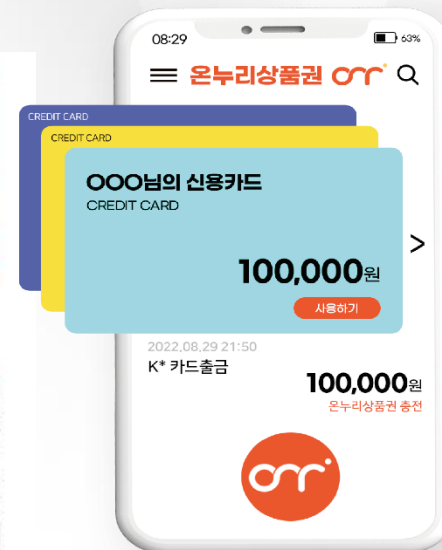 08:29
63%
온누리상품권 onr
CREDIT CARD
CREDIT CARD
OOO님의 신용카드
CREDIT CARD
>
100,000원
사용하기
2022,08,29 21:50
K* 카드출금
100,000원
온누리상품권 충전
onr